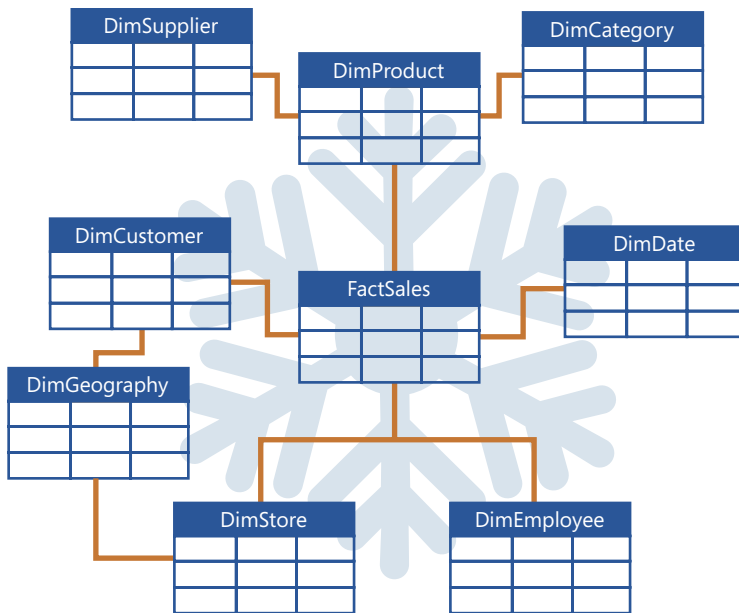 DimSupplier
DimCategory
DimProduct
DimCustomer
DimDate
FactSales
DimGeography
DimStore
DimEmployee